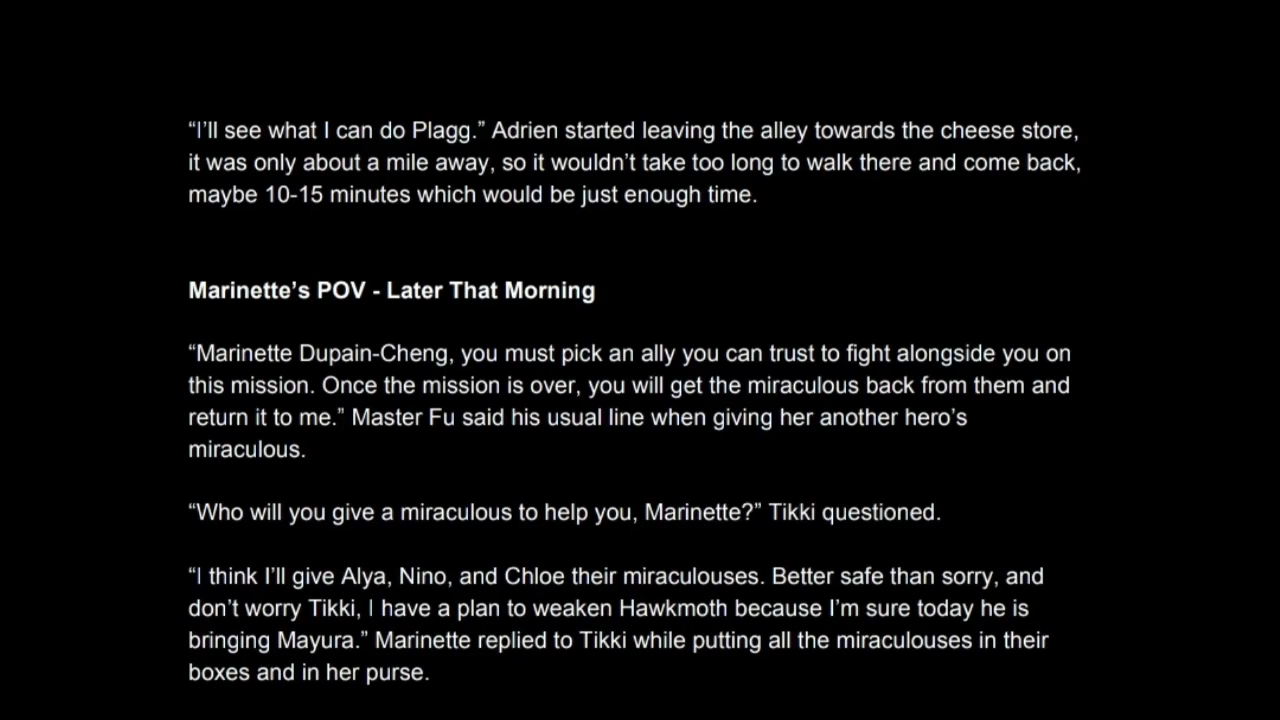 “I’ll see what I can do Plagg.” Adrien started leaving the alley towards the cheese store,
it was only about a mile away, so it wouldn’t take too long to walk there and come back,
maybe 10-15 minutes which would be just enough time.
Marinette’s POV - Later That Morning
“Marinette Dupain-Cheng, you must pick an ally you can trust to fight alongside you on
this mission. Once the mission is over, you will get the miraculous back from them and
return it to me.” Master Fu said his usual line when giving her another hero’s
miraculous.
“Who will you give a miraculous to help you, Marinette?” Tikki questioned.
“I think I’ll give Alya, Nino, and Chloe their miraculouses. Better safe than sorry, and
don’t worry Tikki, I have a plan to weaken Hawkmoth because I’m sure today he is
bringing Mayura.” Marinette replied to Tikki while putting all the miraculouses in their
boxes and in her purse.